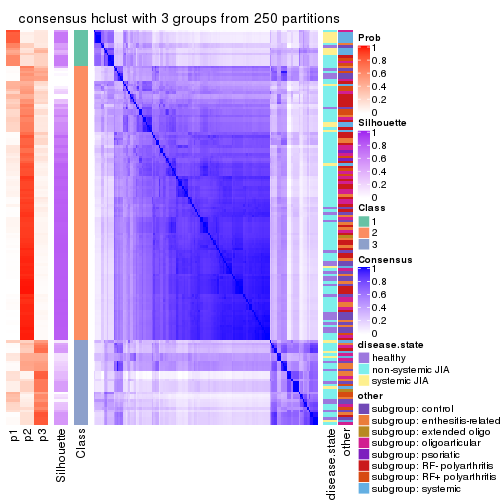 consensus hclust with 3 groups from 250 partitions
Prob
1
0.8
0.6
0.4
0.2
0
Silhouette
1
0.8
0.6
0.4
0.2
0
Class
1
2
3
Consensus
1
0.8
0.6
0.4
0.2
0
disease.state
healthy
non-systemic JIA
systemic JIA
other
subgroup: control
subgroup: enthesitis-related
subgroup: extended oligo
subgroup: oligoarticular
subgroup: psoriatic
subgroup: RF- polyarthritis
subgroup: RF+ polyarthritis
subgroup: systemic
p1
p2
p3
Silhouette
Class
disease.state
other